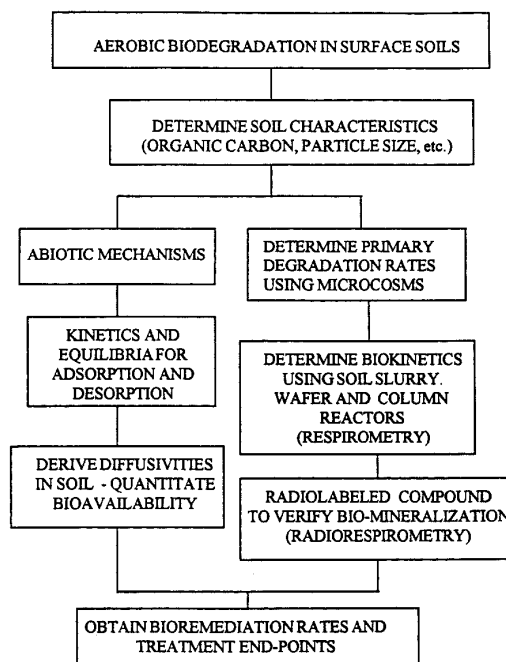 AEROBIC BIODEGRADATION IN SURFACE SOILS
DETERMINE SOIL CHARACTERISTICS
(ORGANIC CARBON, PARTICLE SIZE, etc.)
ABIOTIC MECHANISMS
KINETICS AND
EQUILIBRIA FOR
ADSORPTION AND
DESORPTION
DERIVE DIFFUSIVITIES
IN SOIL - QUANTITATE
BIOAVAILABILITY
DETERMINE PRIMARY
DEGRADATION RATES
USING MICROCOSMS
DETERMINE BIOKINETICS
USING SOIL SLURRY.
WAFER AND COLUMN
REACTORS
(RESPIROMETRY)
RADIOLABELED COMPOUND
TO VERIFY BIO-MINERALIZATION
(RADIORESPIROMETRY)
OBTAIN BIOREMEDIATION RATES AND
TREATMENT END-POINTS